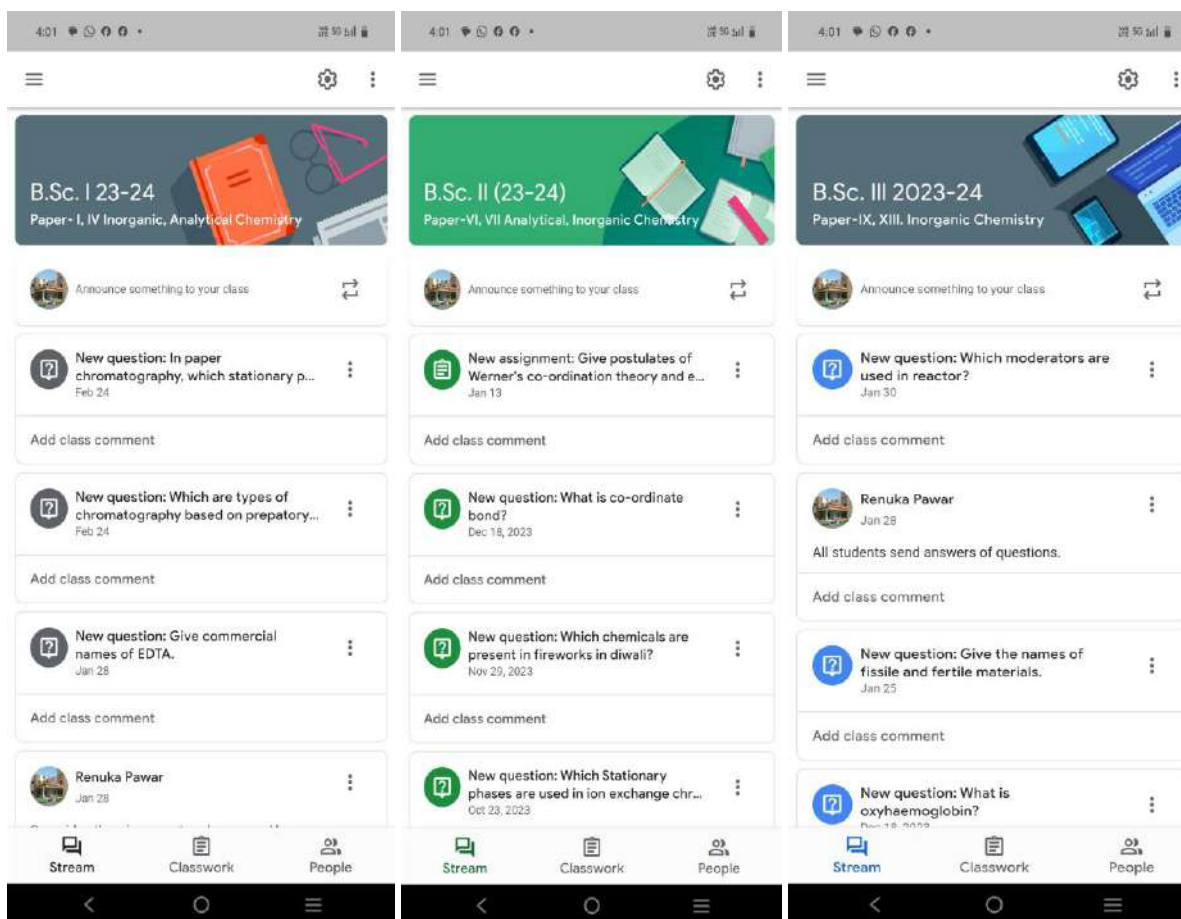 4:01
B.Sc. I 23-24
Paper- I, IV Inorganic, Analytical Chemistry
Announce something to your class
New question: In paper
chromatography, which stationary p...
Feb 24
Add class comment
New question: Which are types of
chromatography based on prepatory...
Feb 24
Add class comment
New question: Give commercial
names of EDTA.
Jan 28
Add class comment
Renuka Pawar
Jan 28
Stream
Classwork
People
4:01
B.Sc. II (23-24)
Paper-VI, VII Analytical, Inorganic Chemistry
Announce something to your class
New assignment: Give postulates of
Werner's co-ordination theory and e...
Jan 13
Add class comment
New question: What is co-ordinate
bond?
Dec 18, 2023
Add class comment
New question: Which chemicals are
present in fireworks in diwali?
Nov 29, 2023
Add class comment
New question: Which Stationary
phases are used in ion exchange chr...
Oct 23, 2023
Stream
Classwork
People
4:01
B.Sc. III 2023-24
Paper-IX, XIII. Inorganic Chemistry
Announce something to your class
New question: Which moderators are
used in reactor?
Jan 30
Add class comment
Renuka Pawar
Jan 28
All students send answers of questions.
Add class comment
New question: Give the names of
fissile and fertile materials.
Jan 25
Add class comment
New question: What is
oxyhaemoglobin?
Dec 18, 2023
Stream
Classwork
People